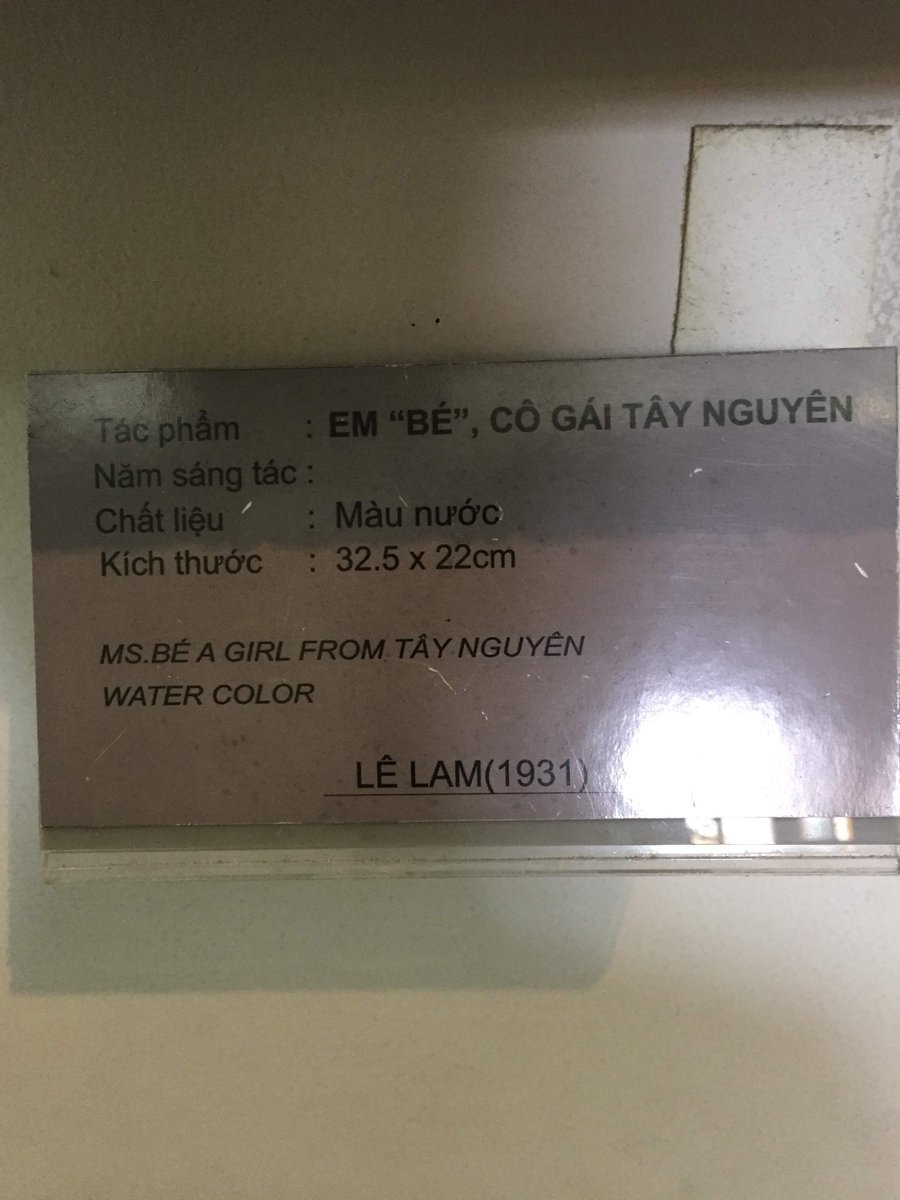 Tác phẩm : EM “BÉ”, CÔ GÁI TÂY NGUYÊN
Năm sáng tác :
Chất liệu : Màu nước
Kích thước : 32.5 x 22cm
MS.BÉ A GIRL FROM TÂY NGUYÊN
WATER COLOR
LÊ LAM(1931)